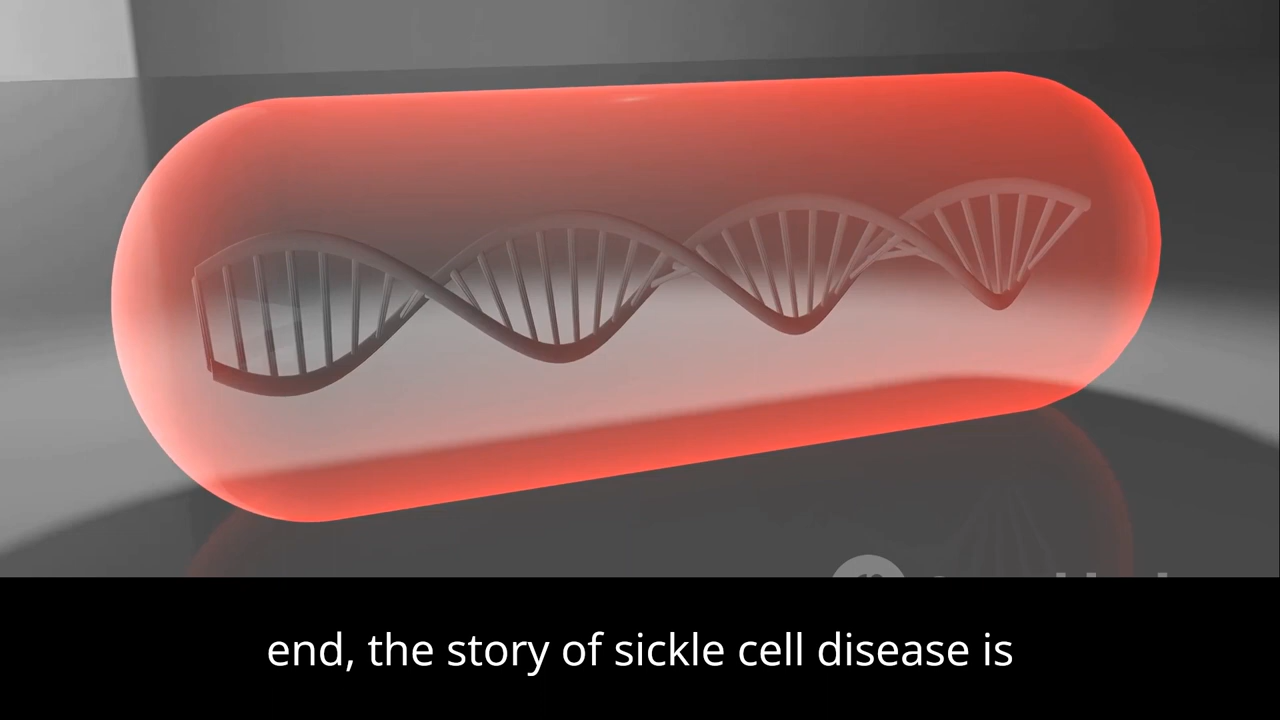 end, the story of sickle cell disease is